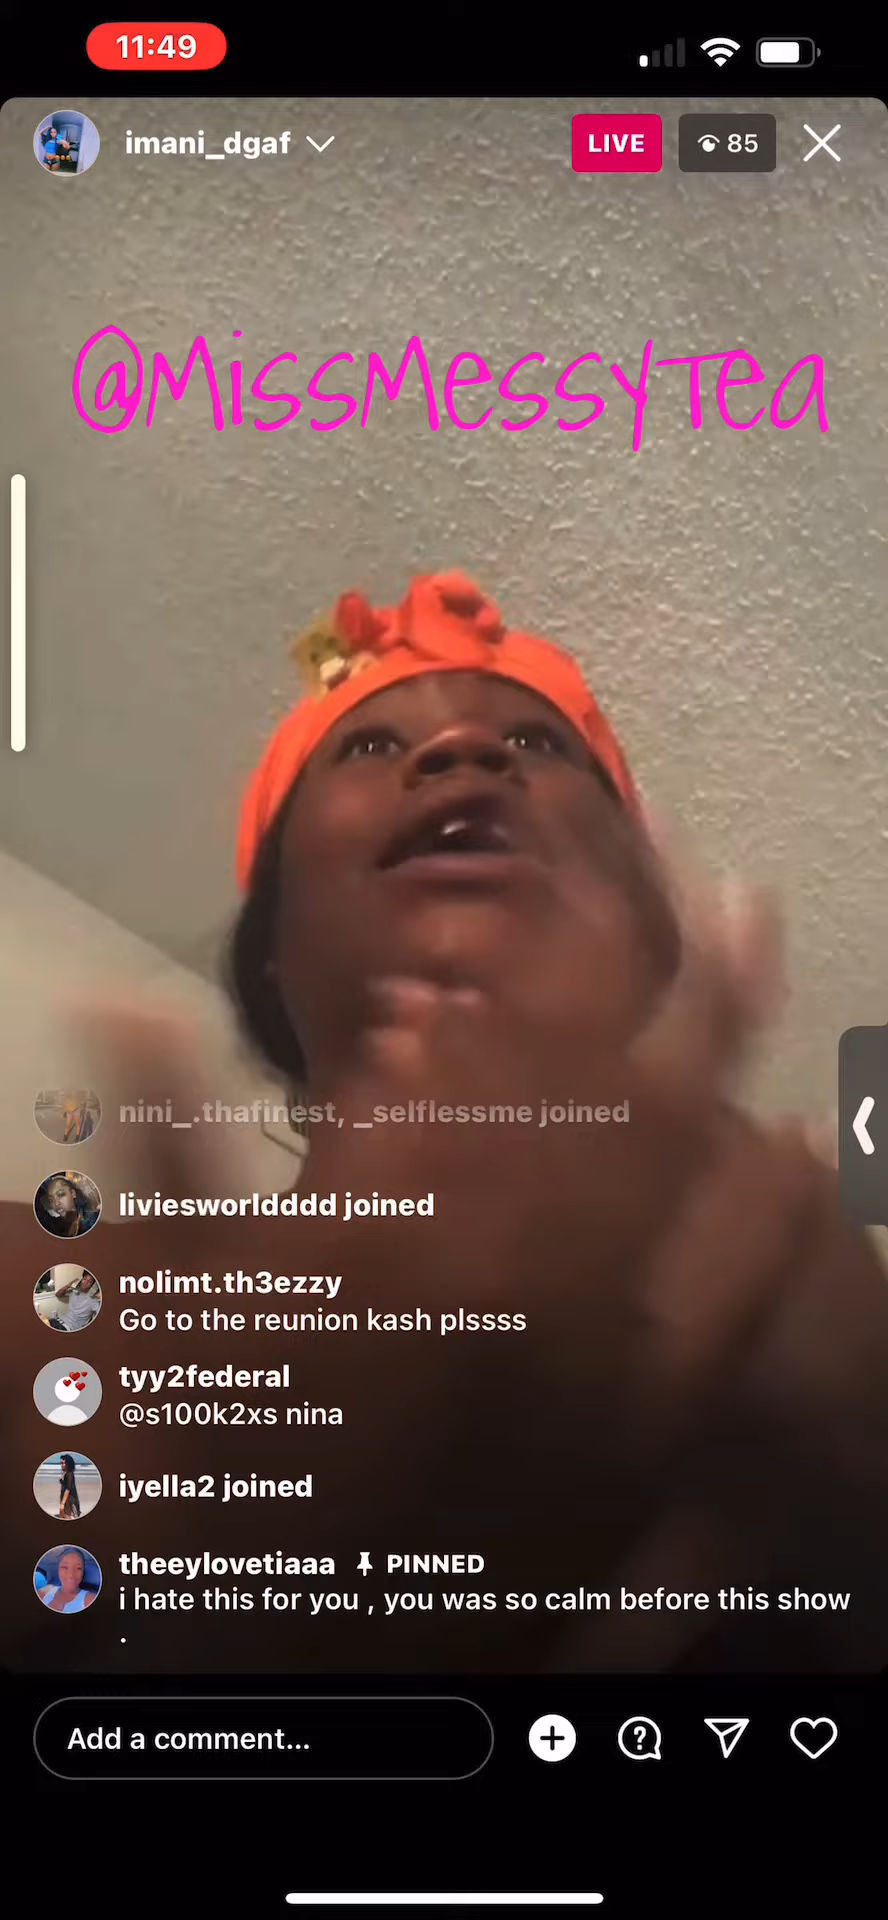 11:49
imani_dgaf
LIVE
85
@MissMessyTea
nini_.thafinest, _selflessme joined
liviesworldddd joined
nolimt.th3ezzy
Go to the reunion kash plssss
tyy2federal
@s100k2xs nina
iyella2 joined
theeylovetiaaa PINNED
i hate this for you , you was so calm before this show
.
Add a comment...